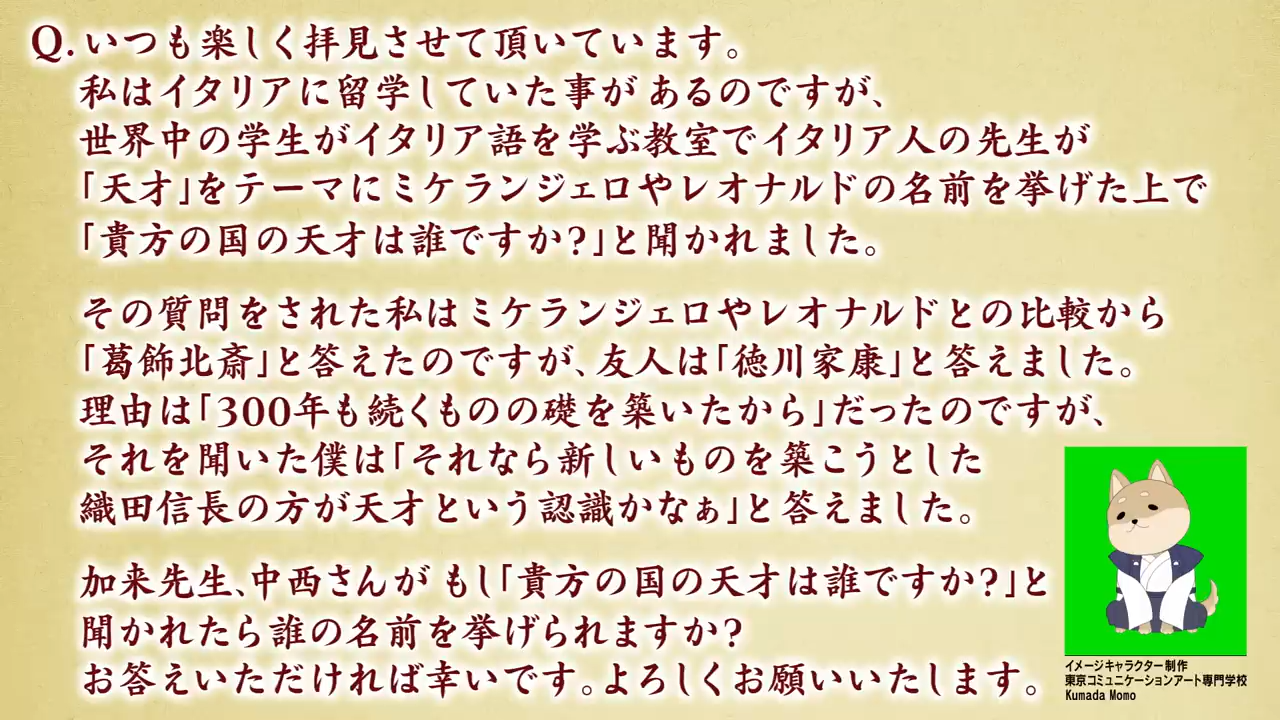 Q.いつも楽しく拝見させて頂いています。
私はイタリアに留学していた事があるのですが、
世界中の学生がイタリア語を学ぶ教室でイタリア人の先生が
「天才」をテーマにミケランジェロやレオナルドの名前を挙げた上で
「貴方の国の天才は誰ですか?」と聞かれました。
その質問をされた私はミケランジェロやレオナルドとの比較から
「葛飾北斎」と答えたのですが、友人は「徳川家康」と答えました。
理由は「300年も続くものの礎を築いたから」だったのですが、
それを聞いた僕は「それなら新しいものを築こうとした
織田信長の方が天才という認識かなぁ」と答えました。
加来先生、中西さんがもし「貴方の国の天才は誰ですか?」と
聞かれたら誰の名前を挙げられますか?
お答えいただければ幸いです。よろしくお願いいたします。
イメージキャラクター制作
東京コミュニケーションアート専門学校
Kumada Momo